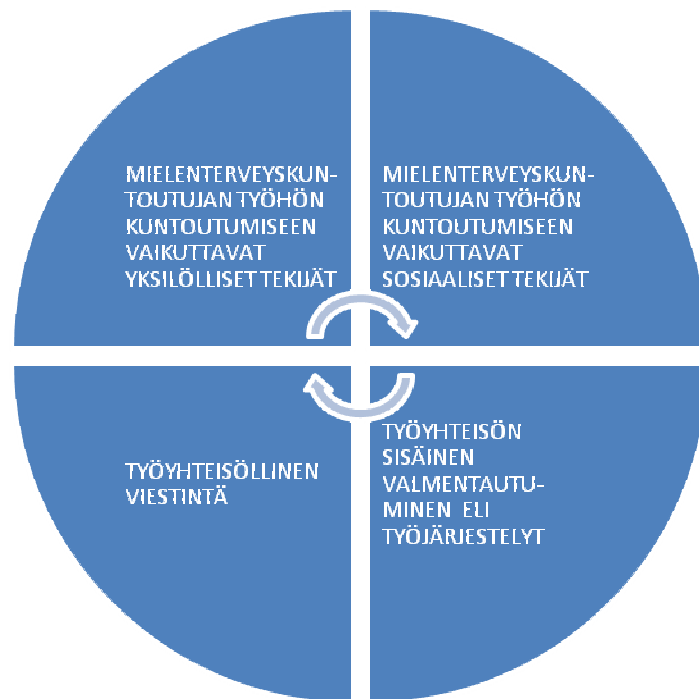 MIELENTERVEYSKUN-
TOUTUJAN TYÖHÖN
KUNTOUTUMISEEN
VAIKUTTAVAT
YKSILÖLLISET TEKIJÄT
MIELENTERVEYSKUN-
TOUTUJAN TYÖHÖN
KUNTOUTUMISEEN
VAIKUTTAVAT
SOSIAALISET TEKIJÄT
TYÖYHTEISÖLLINEN
VIESTINTÄ
TYÖYHTEISÖN
SISÄINEN
VALMENTAUTU-
MINEN ELI
TYÖJÄRJESTELYT